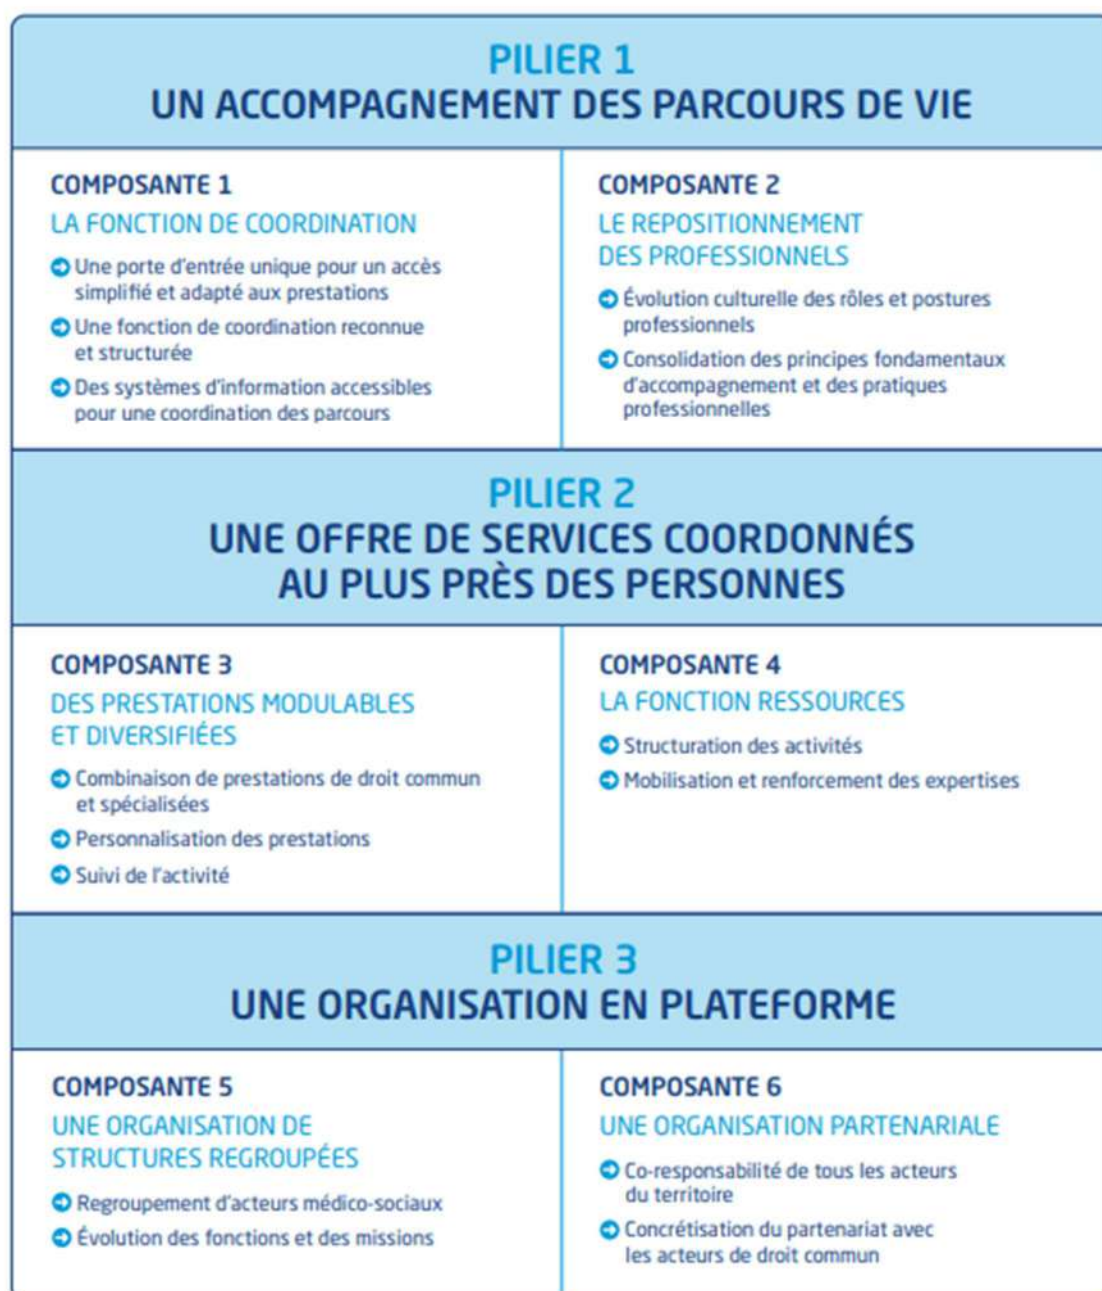 PILIER 1
UN ACCOMPAGNEMENT DES PARCOURS DE VIE
COMPOSANTE 1
LA FONCTION DE COORDINATION
Une porte d'entrée unique pour un accès
simplifié et adapté aux prestations
Une fonction de coordination reconnue
et structurée
Des systèmes d'information accessibles
pour une coordination des parcours
COMPOSANTE 2
LE REPOSITIONNEMENT
DES PROFESSIONNELS
Évolution culturelle des rôles et postures
professionnels
Consolidation des principes fondamentaux
d'accompagnement et des pratiques
professionnelles
PILIER 2
UNE OFFRE DE SERVICES COORDONNÉS
AU PLUS PRÈS DES PERSONNES
COMPOSANTE 3
DES PRESTATIONS MODULABLES
ET DIVERSIFIÉES
Combinaison de prestations de droit commun
et spécialisées
Personnalisation des prestations
Suivi de l'activité
COMPOSANTE 4
LA FONCTION RESSOURCES
Structuration des activités
Mobilisation et renforcement des expertises
PILIER 3
UNE ORGANISATION EN PLATEFORME
COMPOSANTE 5
UNE ORGANISATION DE
STRUCTURES REGROUPÉES
Regroupement d'acteurs médico-sociaux
Évolution des fonctions et des missions
COMPOSANTE 6
UNE ORGANISATION PARTENARIALE
Co-responsabilité de tous les acteurs
du territoire
Concrétisation du partenariat avec
les acteurs de droit commun